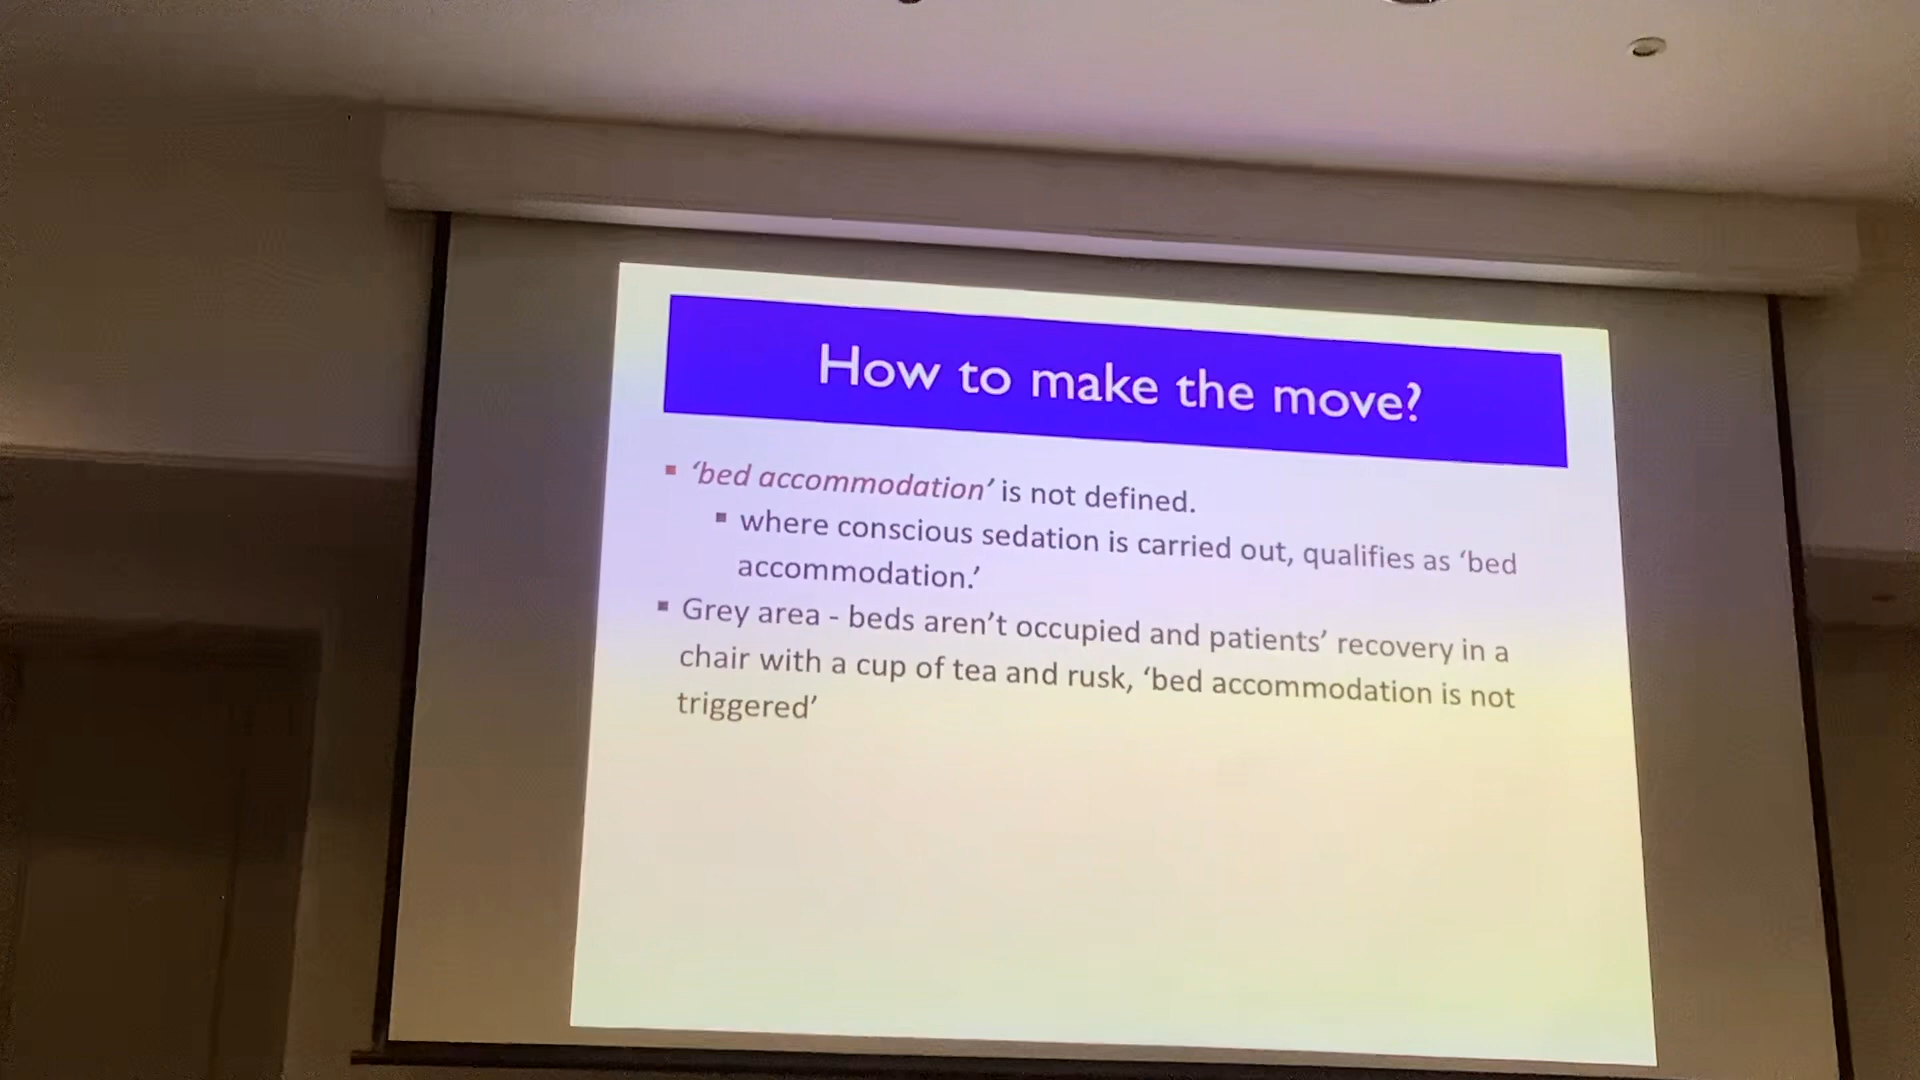 How to make the move?
▪ ‘bed accommodation’ is not defined.
▪ where conscious sedation is carried out, qualifies as ‘bed
accommodation.’
▪ Grey area - beds aren’t occupied and patients’ recovery in a
chair with a cup of tea and rusk, ‘bed accommodation is not
triggered’